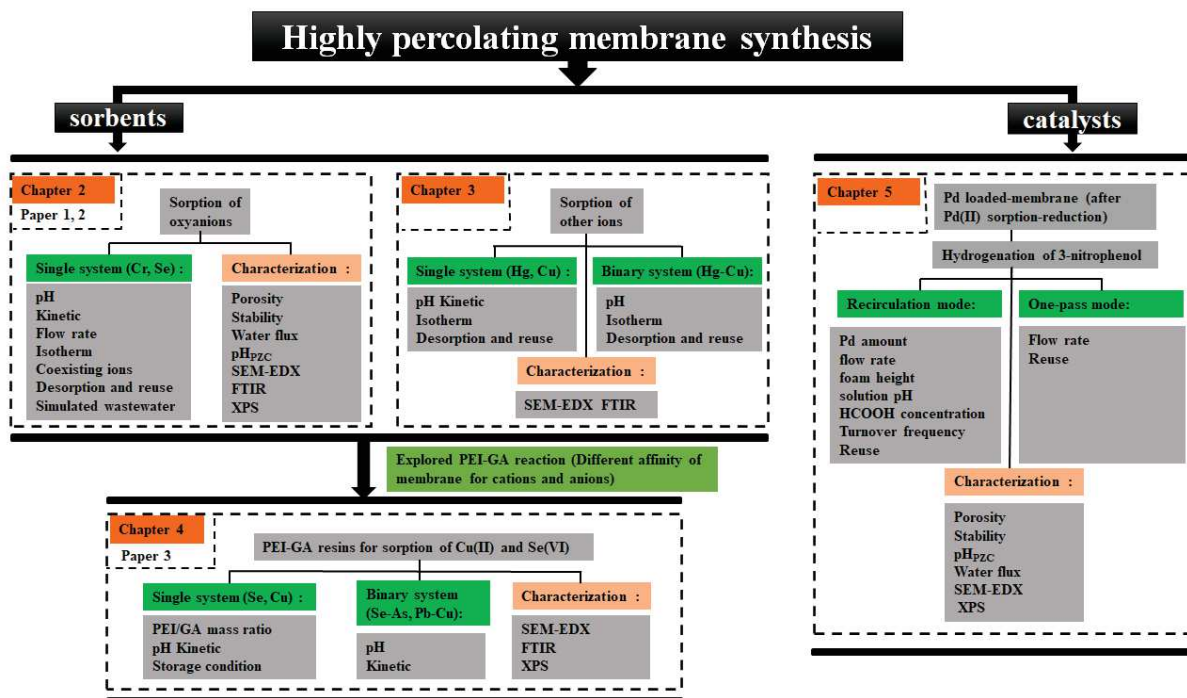 Highly percolating membrane synthesis
sorbents
catalysts
Chapter 2
Paper 1, 2
Sorption of
oxyanions
Single system (Cr, Se) :
pH
Kinetic
Flow rate
Isotherm
Coexisting ions
Desorption and reuse
Simulated wastewater
Characterization :
Porosity
Stability
Water flux
pHPZC
SEM-EDX
FTIR
XPS
Chapter 3
Sorption of
other ions
Single system (Hg, Cu) :
pH Kinetic
Isotherm
Desorption and reuse
Binary system (Hg-Cu):
pH
Isotherm
Desorption and reuse
Characterization :
SEM-EDX FTIR
Explored PEI-GA reaction (Different affinity of
membrane for cations and anions)
Chapter 4
Paper 3
PEI-GA resins for sorption of Cu(II) and Se(VI)
Single system (Se, Cu) :
PEI/GA mass ratio
pH Kinetic
Storage condition
Binary system
(Se-As, Pb-Cu):
pH
Kinetic
Characterization :
SEM-EDX
FTIR
XPS
Chapter 5
Pd loaded-membrane (after
Pd(II) sorption-reduction)
Hydrogenation of 3-nitrophenol
Recirculation mode:
Pd amount
flow rate
foam height
solution pH
HCOOH concentration
Turnover frequency
Reuse
One-pass mode:
Flow rate
Reuse
Characterization :
Porosity
Stability
pHPZC
Water flux
SEM-EDX
XPS